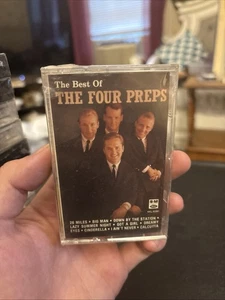 The Best Of
THE FOUR PREPS
26 MILES • BIG MAN • DOWN BY THE STATION •
LAZY SUMMER NIGHT • GOT A GIRL • DREAMY
EYES • CINDERELLA • I AIN'T NEVER • CALCUTTA